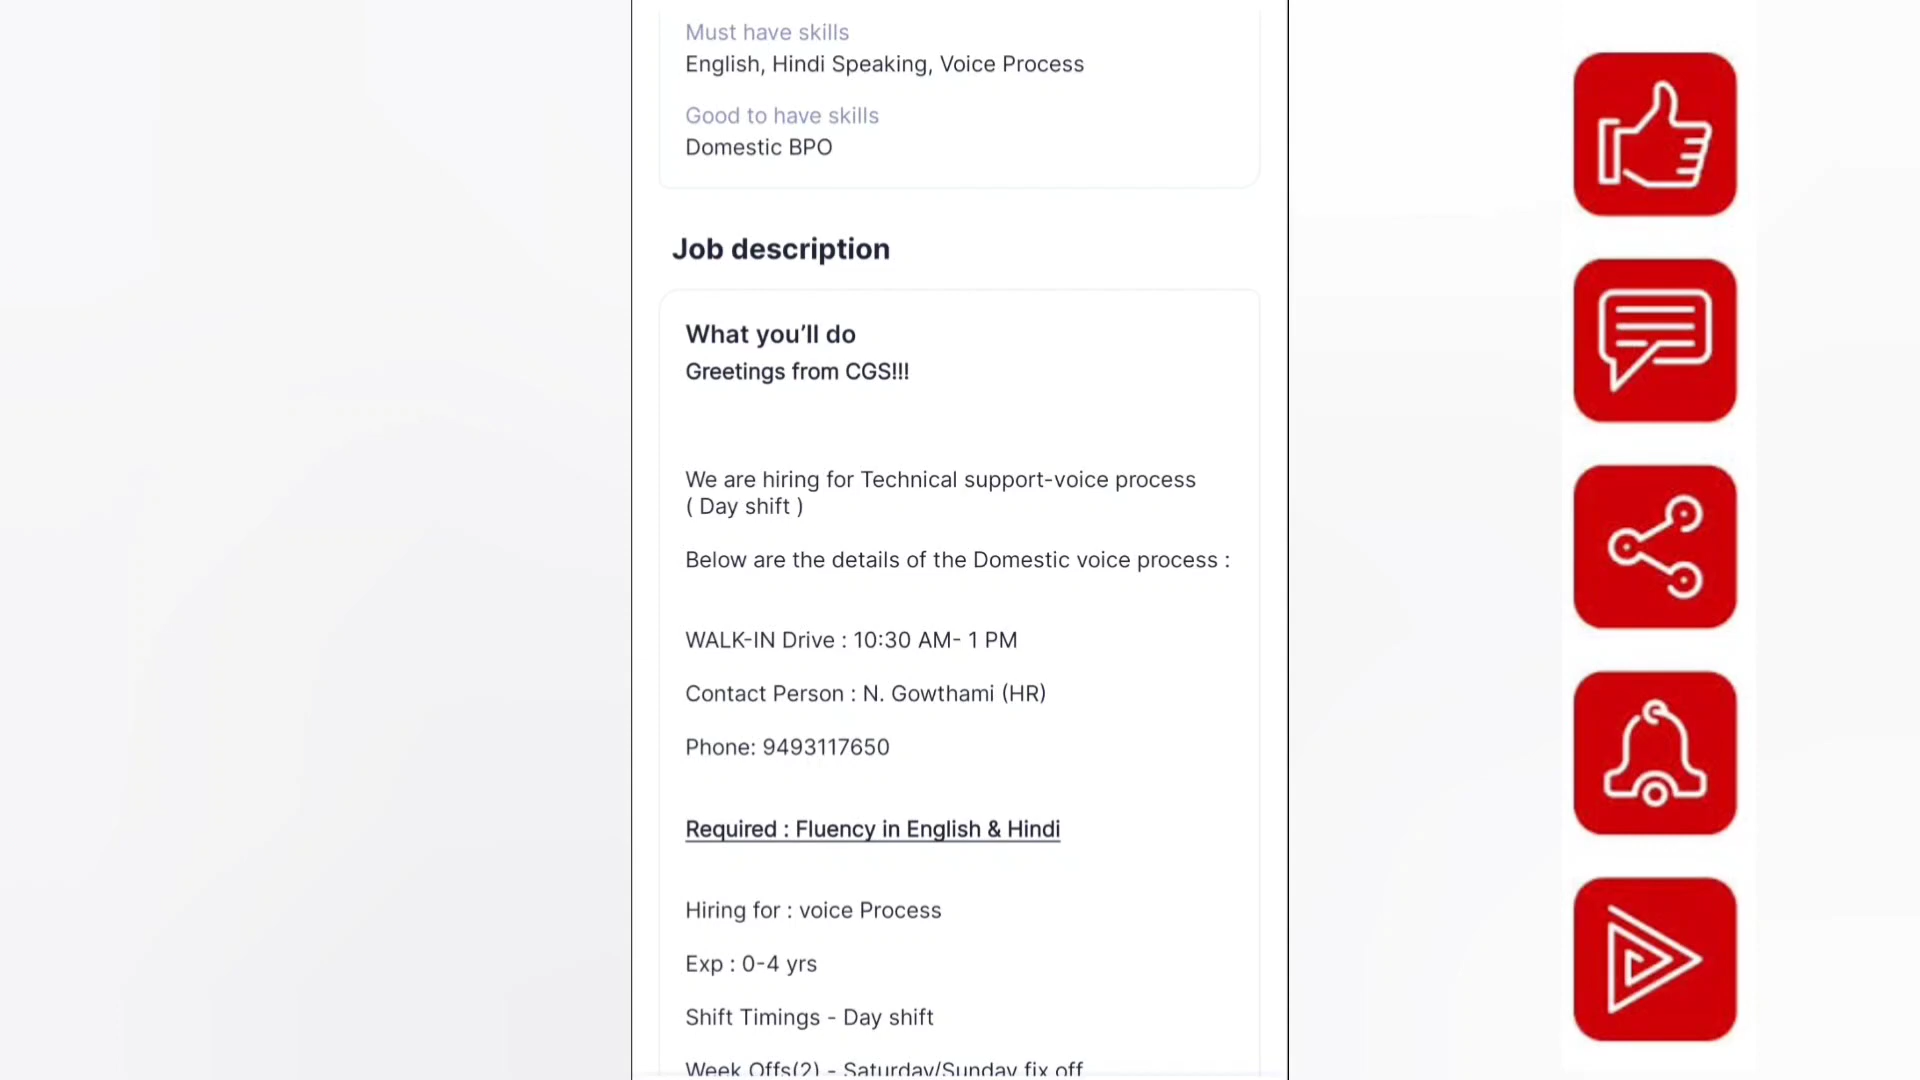 Must have skills
English, Hindi Speaking, Voice Process
Good to have skills
Domestic BPO
Job description
What you’ll do
Greetings from CGS!!!
We are hiring for Technical support-voice process
( Day shift )
Below are the details of the Domestic voice process :
WALK-IN Drive : 10:30 AM- 1 PM
Contact Person : N. Gowthami (HR)
Phone: 9493117650
Required : Fluency in English & Hindi
Hiring for : voice Process
Exp : 0-4 yrs
Shift Timings - Day shift
Week Offs(2) - Saturday/Sunday fix off